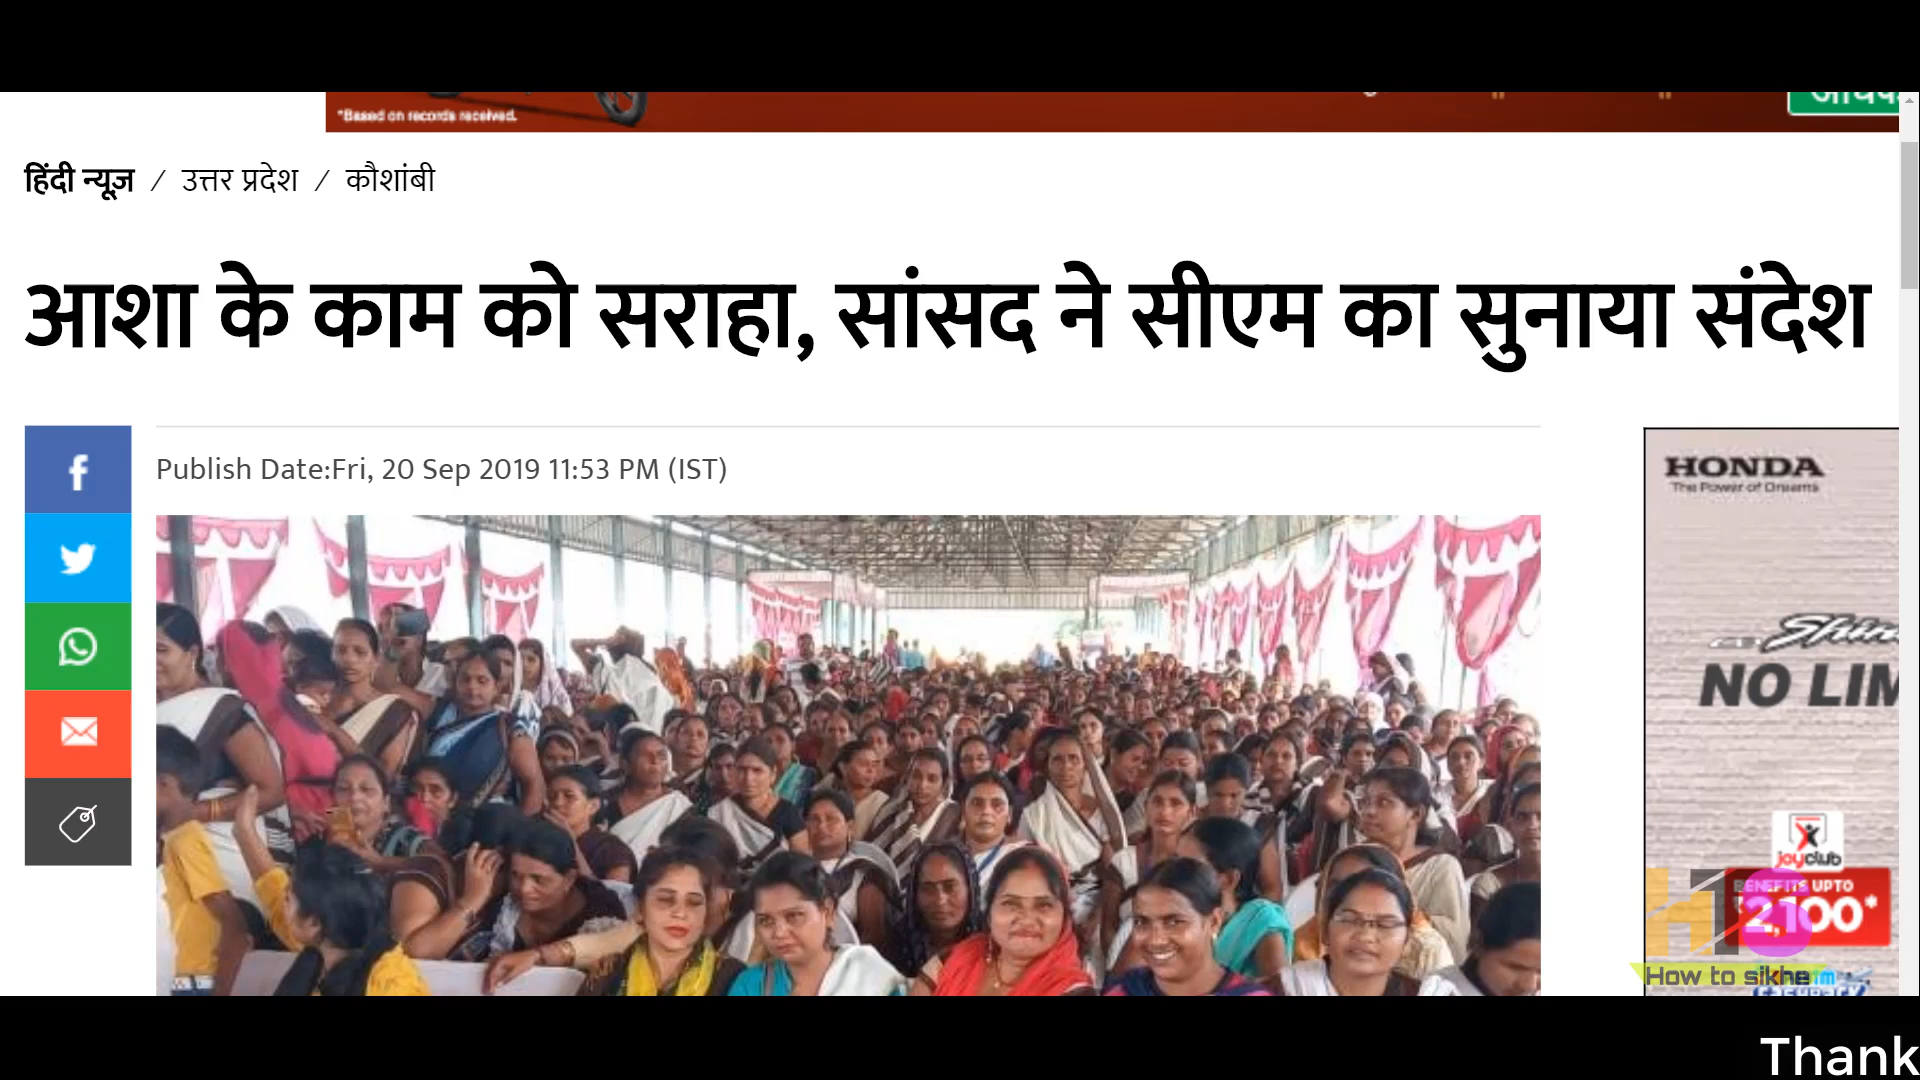 *Based on records received.
हिंदी न्यूज़ / उत्तर प्रदेश / कौशांबी
आशा के काम को सराहा, सांसद ने सीएम का सुनाया संदेश
Publish Date:Fri, 20 Sep 2019 11:53 PM (IST)
HONDA
The Power of Dreams
NO LIM
joyclub
BENEFITS UPTO
2,100*
How to sikhe
Thank